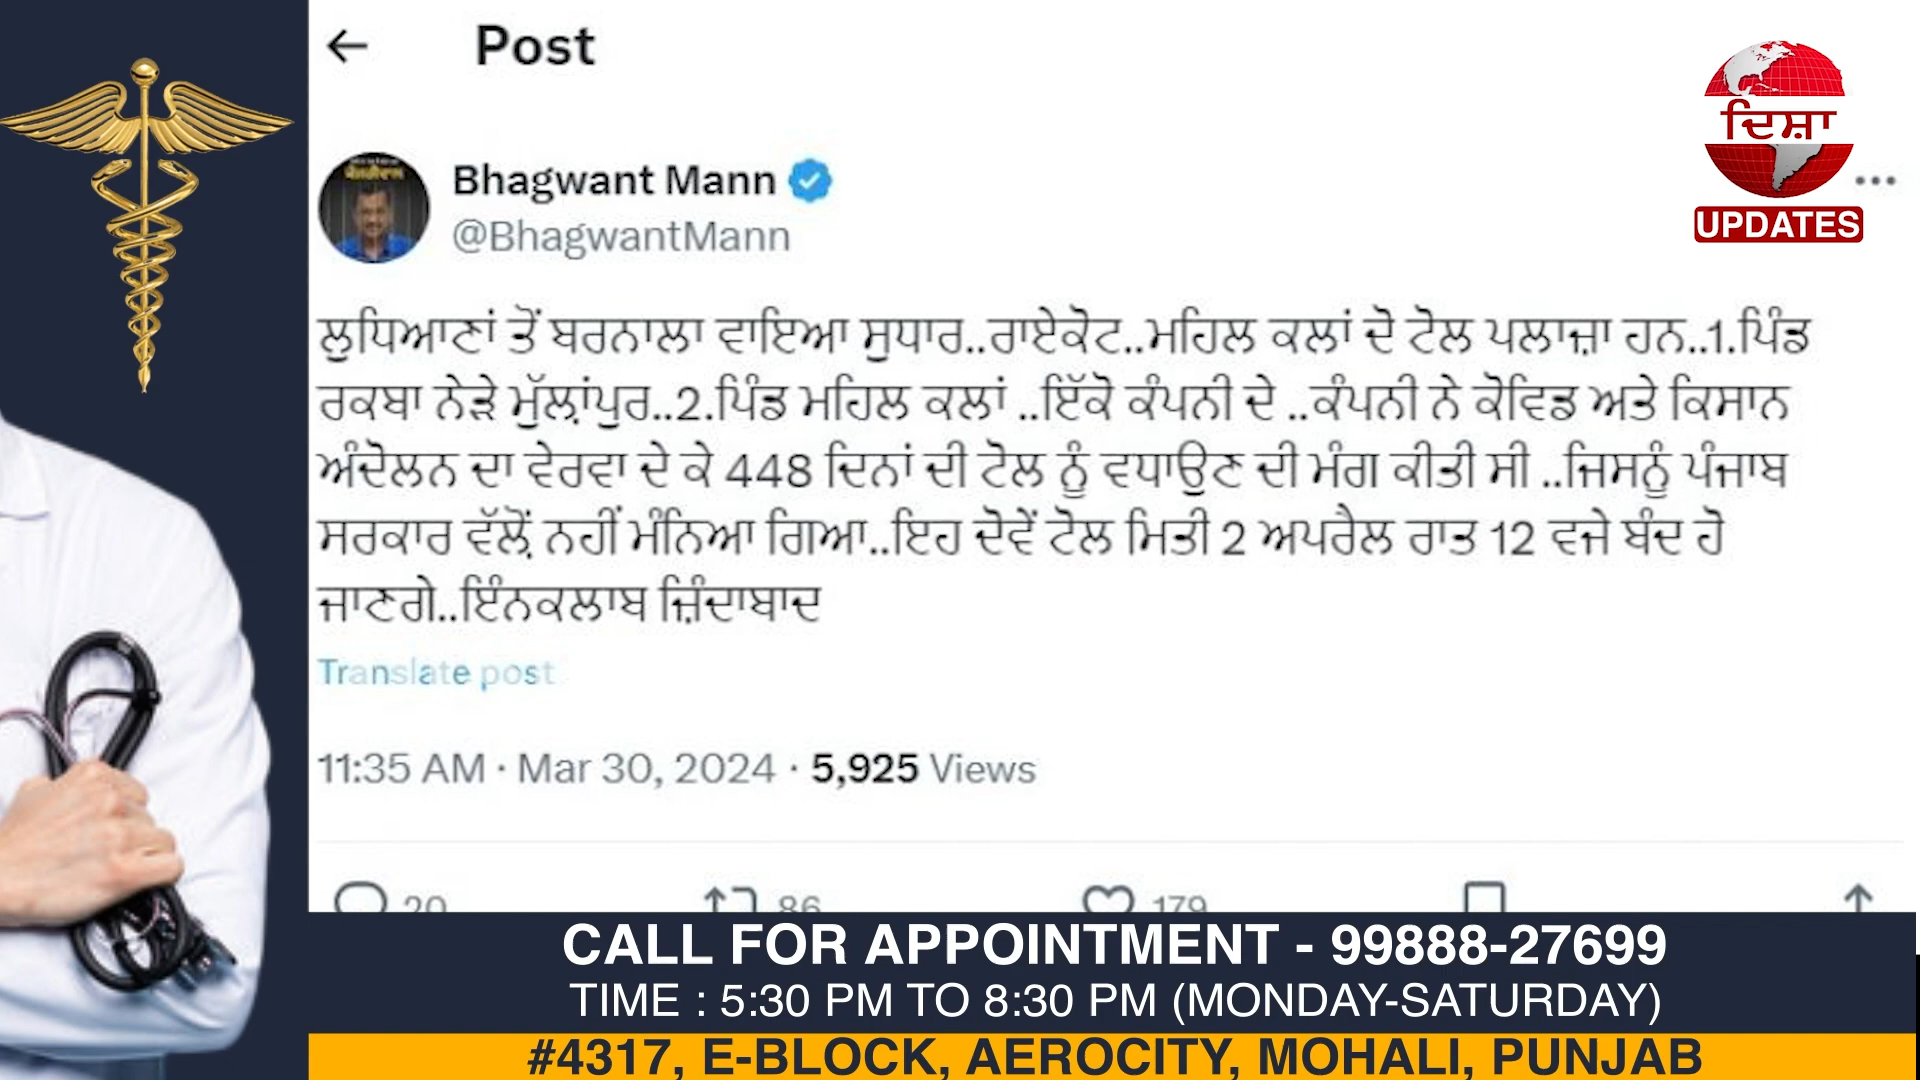 Post
ਦਿਸ਼ਾ
UPDATES
Bhagwant Mann
@BhagwantMann
ਲੁਧਿਆਣਾਂ ਤੋਂ ਬਰਨਾਲਾ ਵਾਇਆ ਸੁਧਾਰ..ਰਾਏਕੋਟ..ਮਹਿਲ ਕਲਾਂ ਦੋ ਟੋਲ ਪਲਾਜ਼ਾ ਹਨ..1.ਪਿੰਡ
ਰਕਬਾ ਨੇੜੇ ਮੁੱਲਾਂਪੁਰ..2.ਪਿੰਡ ਮਹਿਲ ਕਲਾਂ ..ਇੱਕੋ ਕੰਪਨੀ ਦੇ ..ਕੰਪਨੀ ਨੇ ਕੋਵਿਡ ਅਤੇ ਕਿਸਾਨ
ਅੰਦੋਲਨ ਦਾ ਵੇਰਵਾ ਦੇ ਕੇ 448 ਦਿਨਾਂ ਦੀ ਟੋਲ ਨੂੰ ਵਧਾਉਣ ਦੀ ਮੰਗ ਕੀਤੀ ਸੀ ..ਜਿਸਨੂੰ ਪੰਜਾਬ
ਸਰਕਾਰ ਵੱਲੋਂ ਨਹੀਂ ਮੰਨਿਆ ਗਿਆ..ਇਹ ਦੋਵੇਂ ਟੋਲ ਮਿਤੀ 2 ਅਪਰੈਲ ਰਾਤ 12 ਵਜੇ ਬੰਦ ਹੋ
ਜਾਣਗੇ..ਇੰਨਕਲਾਬ ਜ਼ਿੰਦਾਬਾਦ
Translate post
11:35 AM · Mar 30, 2024 · 5,925 Views
20 86 179
CALL FOR APPOINTMENT - 99888-27699
TIME : 5:30 PM TO 8:30 PM (MONDAY-SATURDAY)
#4317, E-BLOCK, AEROCITY, MOHALI, PUNJAB